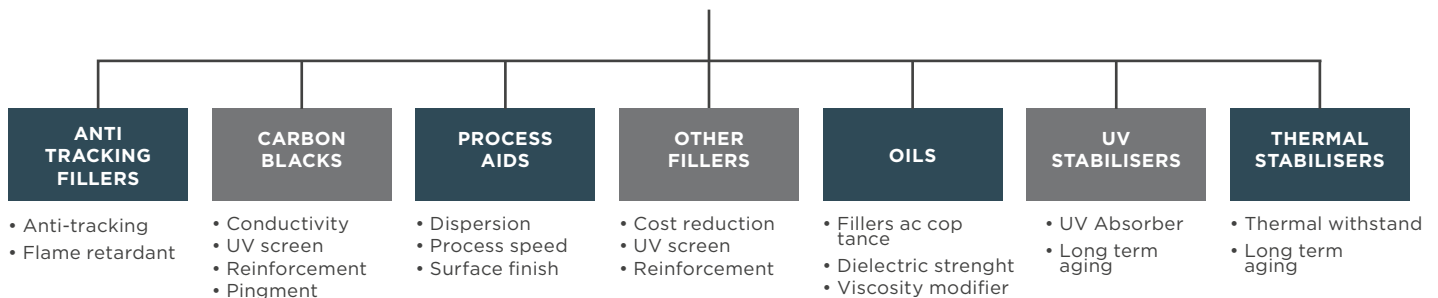 ANTI
TRACKING
FILLERS
CARBON
BLACKS
PROCESS
AIDS
OTHER
FILLERS
OILS
UV
STABILISERS
THERMAL
STABILISERS
• Anti-tracking
• Flame retardant
• Conductivity
• UV screen
• Reinforcement
• Pingment
• Dispersion
• Process speed
• Surface finish
• Cost reduction
• UV screen
• Reinforcement
• Fillers ac cop
tance
• Dielectric strenght
• Viscosity modifier
• UV Absorber
• Long term
aging
• Thermal withstand
• Long term
aging